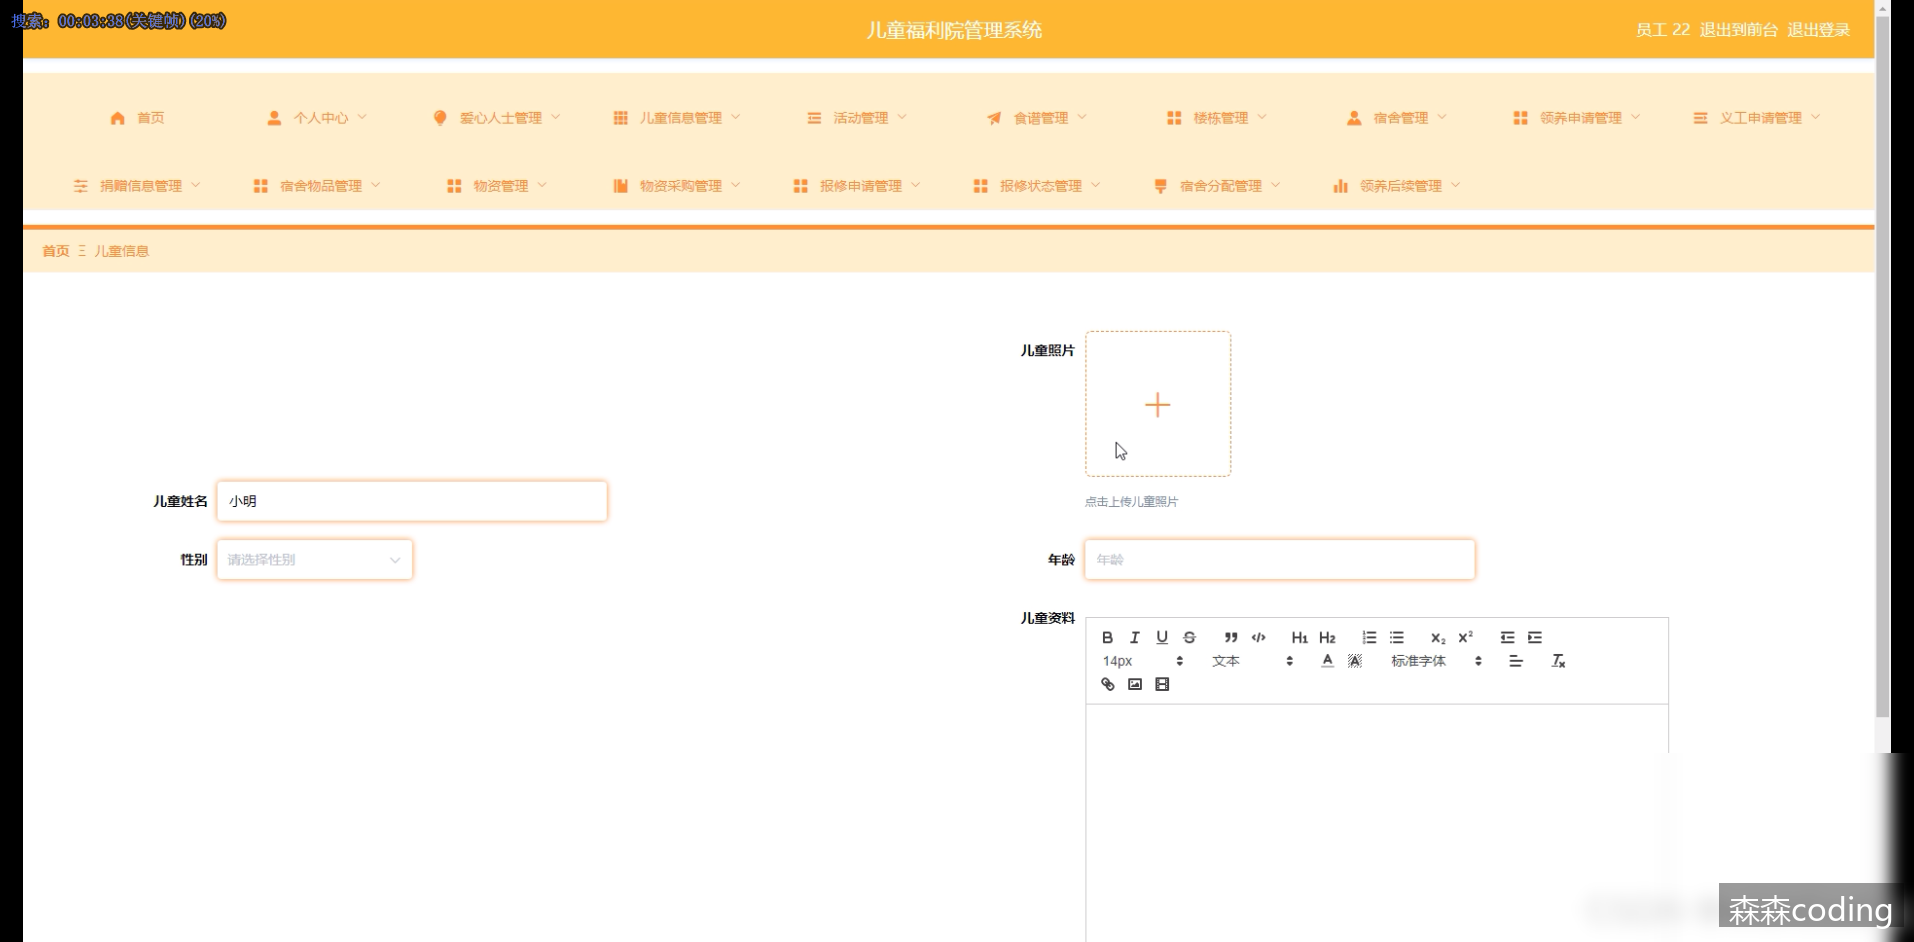 搜索: 00:03:38(关键帧) (20%)
儿童福利院管理系统
员工 22 退出到前台 退出登录
首页 个人中心 爱心人士管理 儿童信息管理 活动管理 食谱管理 楼栋管理 宿舍管理 领养申请管理 义工申请管理
捐赠信息管理 宿舍物品管理 物资管理 物资采购管理 报修申请管理 报修状态管理 宿舍分配管理 领养后续管理
首页 Ξ 儿童信息
儿童照片
儿童姓名 小明
点击上传儿童照片
性别 请选择性别
年龄 年龄
儿童资料
B I U S ” </> H1 H2 x₂ x²
14px 文本 A A 标准字体 Tx
森森coding